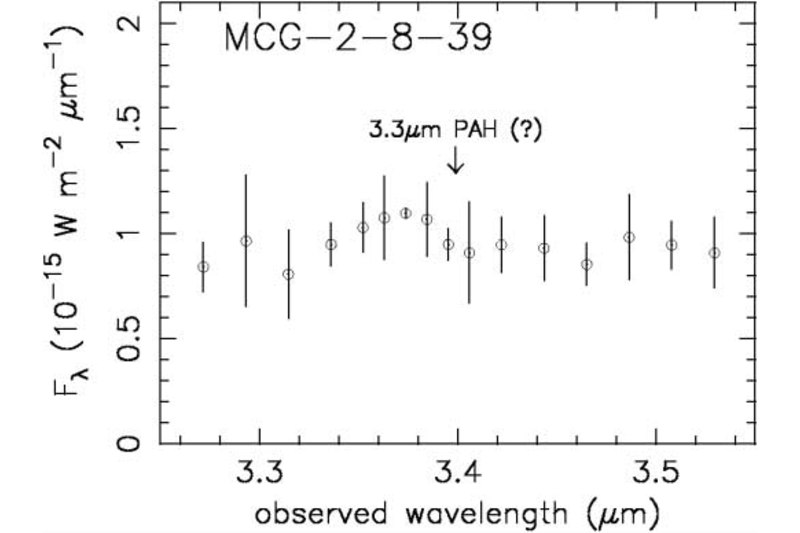 MCG−2−8−39
3.3μm PAH (?)
2
1.5
1
0.5
0
F_λ (10⁻¹⁵ W m⁻² μm⁻¹)
3.3 3.4 3.5
observed wavelength (μm)